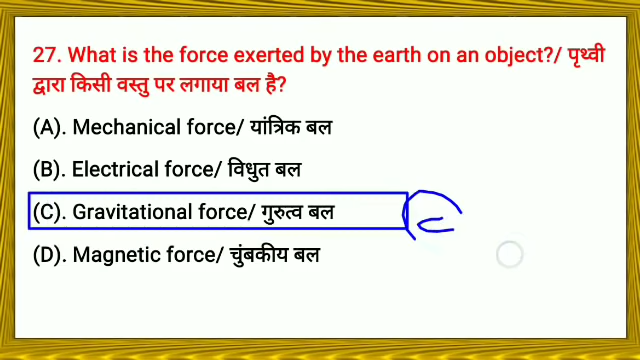 27. What is the force exerted by the earth on an object?/ पृथ्वी
द्वारा किसी वस्तु पर लगाया बल है?
(A). Mechanical force/ यांत्रिक बल
(B). Electrical force/ विधुत बल
(C). Gravitational force/ गुरुत्व बल
(D). Magnetic force/ चुंबकीय बल